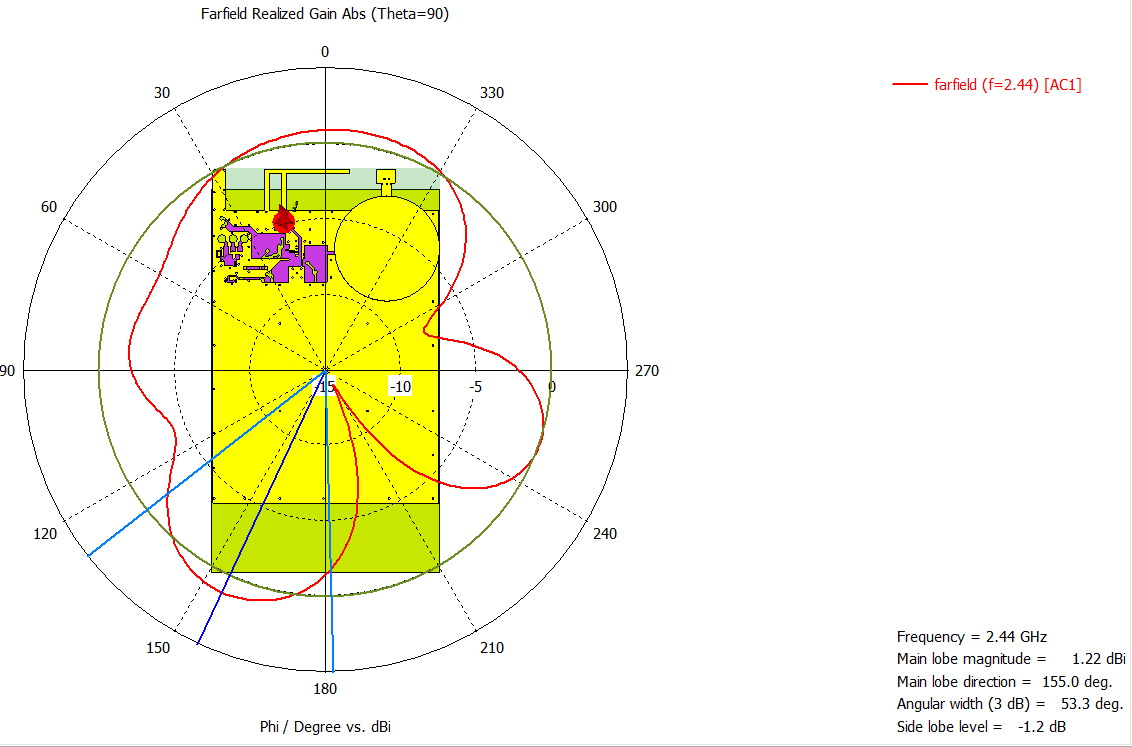 Farfield Realized Gain Abs (Theta=90)
0
30
330
farfield (f=2.44) [AC1]
60
300
90
270
-15
-10
-5
0
120
240
150
210
180
Frequency = 2.44 GHz
Main lobe magnitude = 1.22 dBi
Main lobe direction = 155.0 deg.
Angular width (3 dB) = 53.3 deg.
Side lobe level = -1.2 dB
Phi / Degree vs. dBi